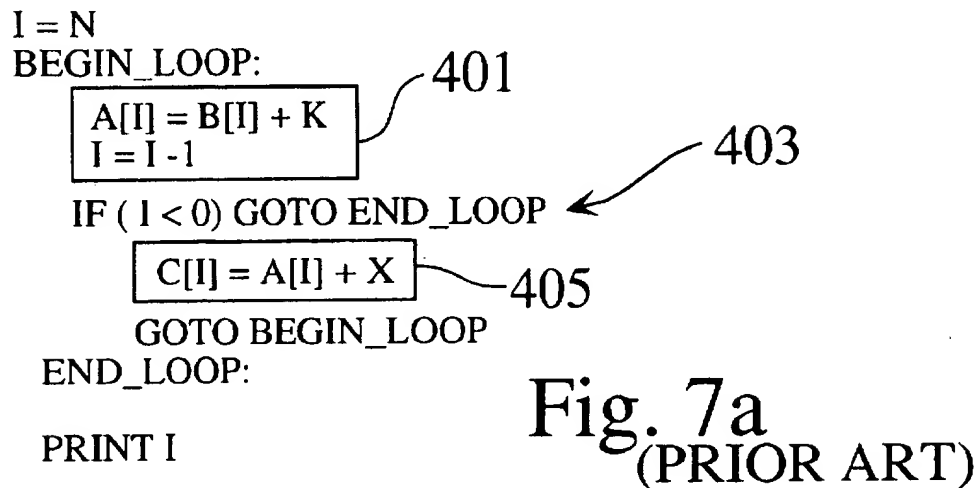 I = N
BEGIN_LOOP:
401
A[I] = B[I] + K
I = I -1
403
IF ( I < 0) GOTO END_LOOP
C[I] = A[I] + X
405
GOTO BEGIN_LOOP
END_LOOP:
PRINT I
Fig. 7a
(PRIOR ART)